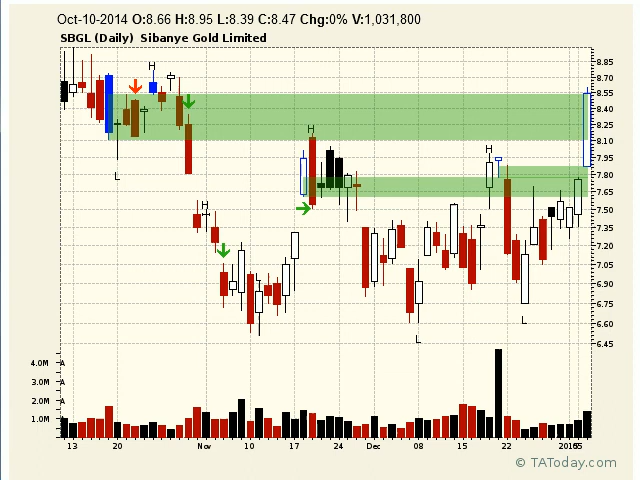 Oct-10-2014 O:8.66 H:8.95 L:8.39 C:8.47 Chg:0% V:1,031,800
SBGL (Daily) Sibanye Gold Limited
8.85
8.70
8.55
8.40
8.25
8.10
7.95
7.80
7.65
7.50
7.35
7.20
7.05
6.90
6.75
6.60
6.45
H
H
H
H
L
L
L
4.0M
3.0M
2.0M
1.0M
13 20 Nov 10 17 24 Dec 08 15 22
© TAToday.com